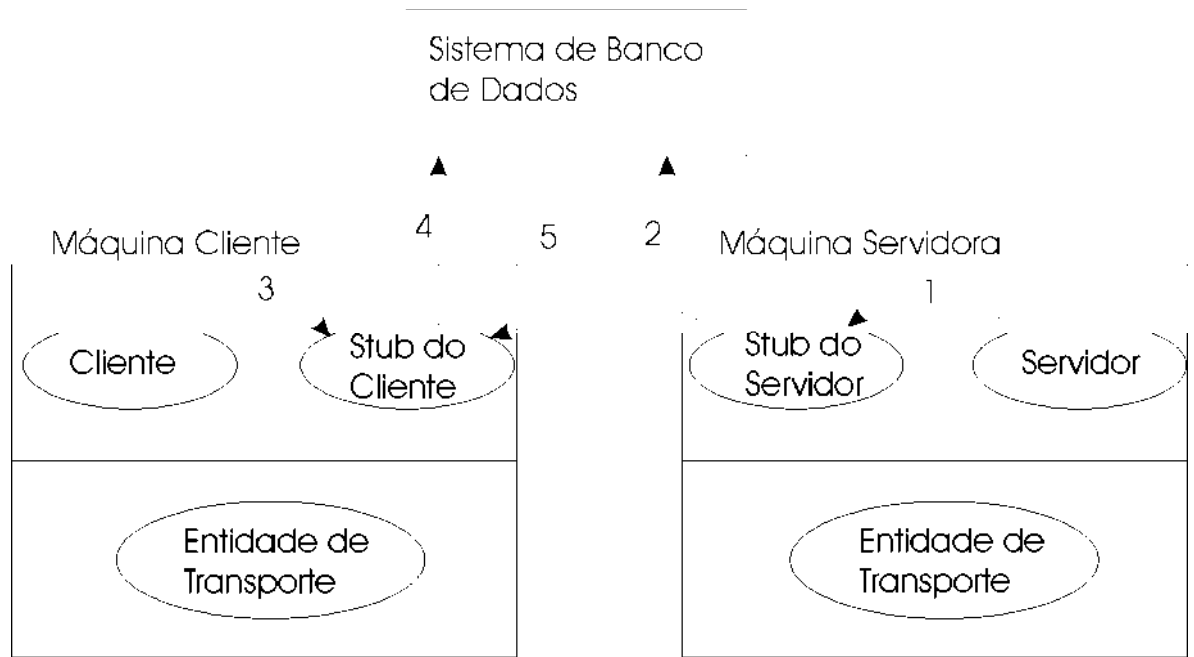 Sistema de Banco
de Dados
4
5
2
Máquina Cliente
Máquina Servidora
3
1
Cliente
Stub do
Cliente
Stub do
Servidor
Servidor
Entidade de
Transporte
Entidade de
Transporte